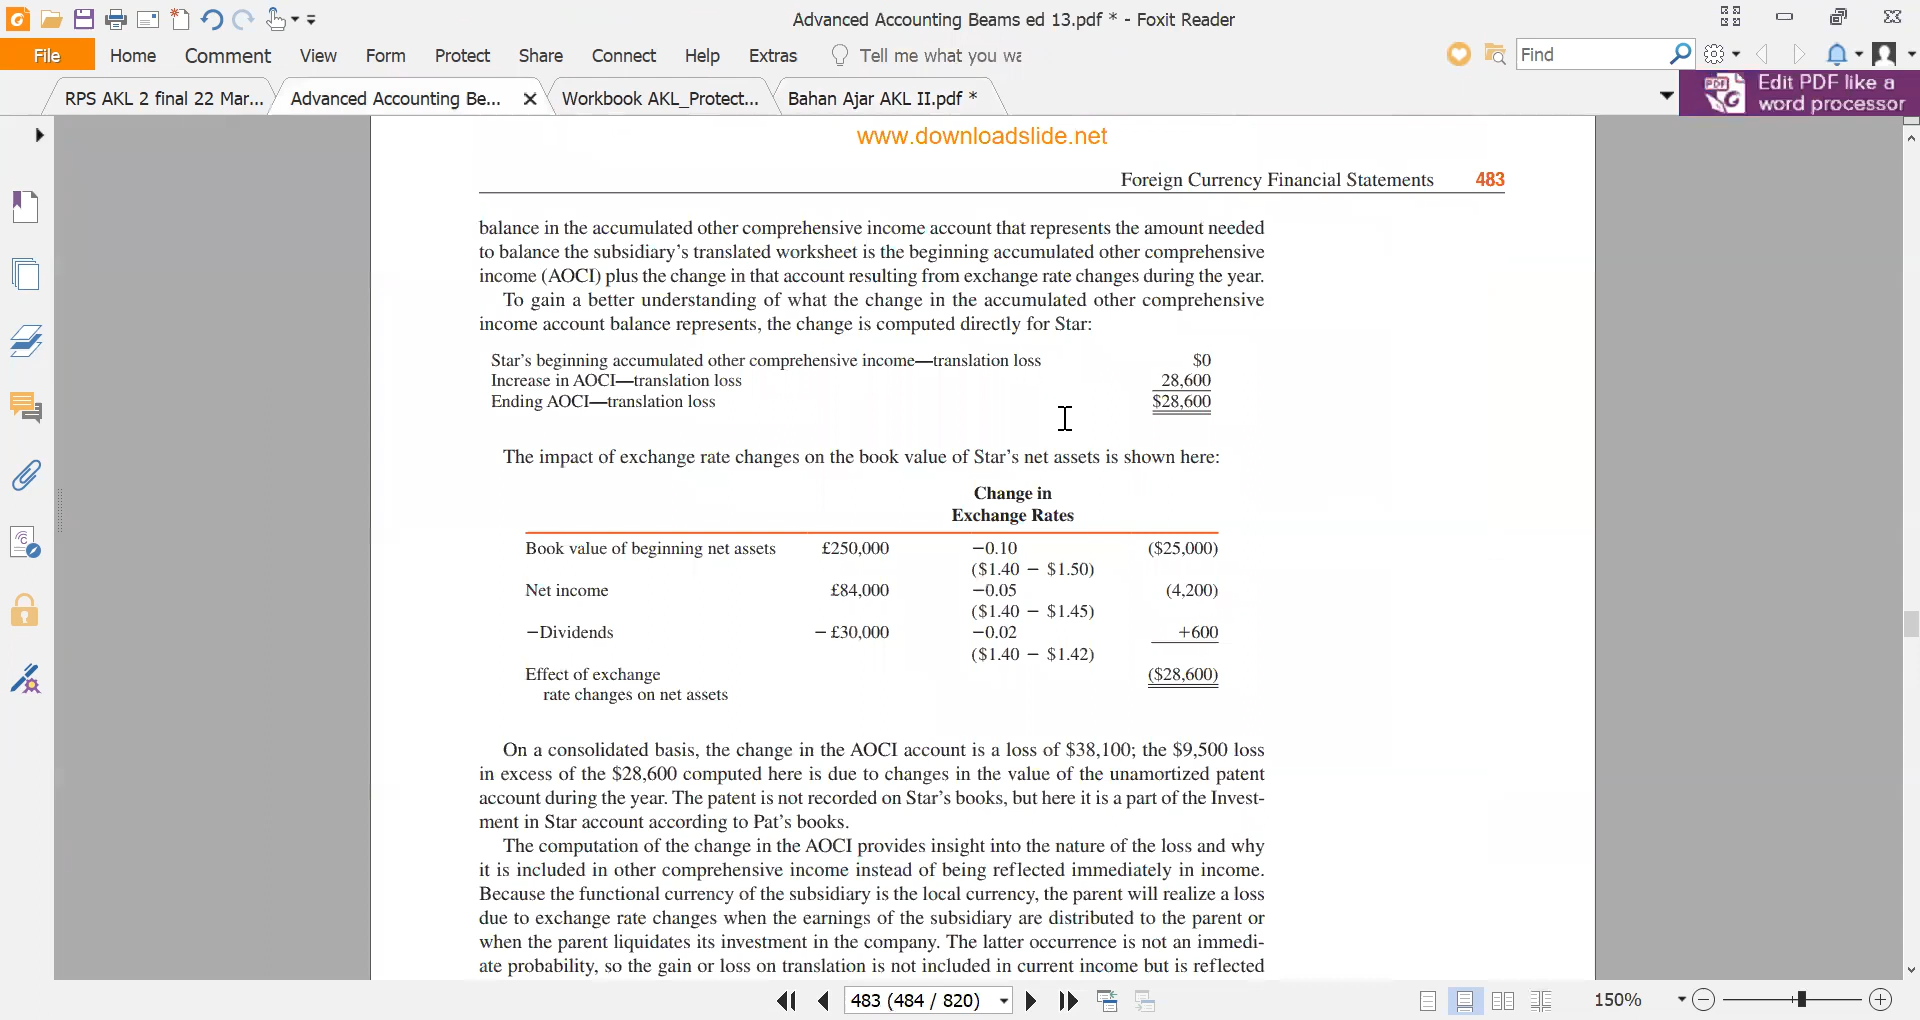 Advanced Accounting Beams ed 13.pdf * - Foxit Reader
File Home Comment View Form Protect Share Connect Help Extras Tell me what you wa Find
RPS AKL 2 final 22 Mar... Advanced Accounting Be... Workbook AKL_Protect... Bahan Ajar AKL II.pdf *
Edit PDF like a
word processor
www.downloadslide.net
Foreign Currency Financial Statements 483
balance in the accumulated other comprehensive income account that represents the amount needed
to balance the subsidiary's translated worksheet is the beginning accumulated other comprehensive
income (AOCI) plus the change in that account resulting from exchange rate changes during the year.
To gain a better understanding of what the change in the accumulated other comprehensive
income account balance represents, the change is computed directly for Star:
Star's beginning accumulated other comprehensive income—translation loss $0
Increase in AOCI—translation loss 28,600
Ending AOCI—translation loss $28,600
The impact of exchange rate changes on the book value of Star's net assets is shown here:
Change in
Exchange Rates
Book value of beginning net assets £250,000 −0.10 ($25,000)
($1.40 − $1.50)
Net income £84,000 −0.05 (4,200)
($1.40 − $1.45)
−Dividends − £30,000 −0.02 +600
($1.40 − $1.42)
Effect of exchange ($28,600)
rate changes on net assets
On a consolidated basis, the change in the AOCI account is a loss of $38,100; the $9,500 loss
in excess of the $28,600 computed here is due to changes in the value of the unamortized patent
account during the year. The patent is not recorded on Star's books, but here it is a part of the Invest-
ment in Star account according to Pat's books.
The computation of the change in the AOCI provides insight into the nature of the loss and why
it is included in other comprehensive income instead of being reflected immediately in income.
Because the functional currency of the subsidiary is the local currency, the parent will realize a loss
due to exchange rate changes when the earnings of the subsidiary are distributed to the parent or
when the parent liquidates its investment in the company. The latter occurrence is not an immedi-
ate probability, so the gain or loss on translation is not included in current income but is reflected
483 (484 / 820) 150%